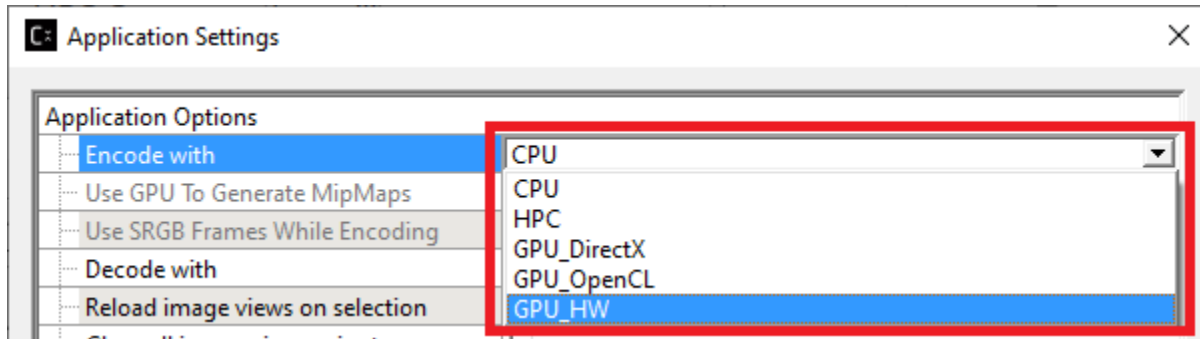 Application Settings
Application Options
Encode with CPU
Use GPU To Generate MipMaps CPU
Use SRGB Frames While Encoding HPC
Decode with GPU_DirectX
GPU_OpenCL
Reload image views on selection GPU_HW